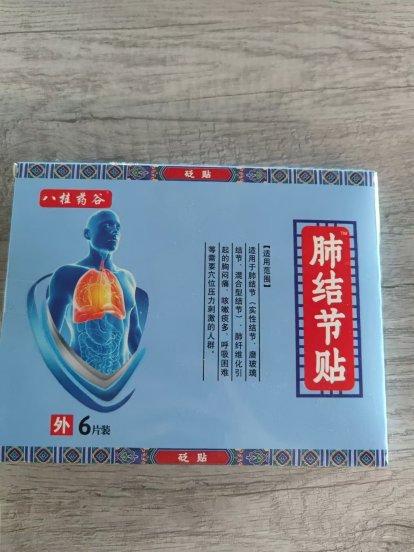 砭贴
八桂药谷
肺结节贴™
【适用范围】
适用于肺结节（实性结节、磨玻璃
结节、混合型结节）、肺纤维化引
起的胸闷痛、咳嗽痰多、呼吸困难
等需要穴位压力刺激的人群。
外 6片装
砭贴